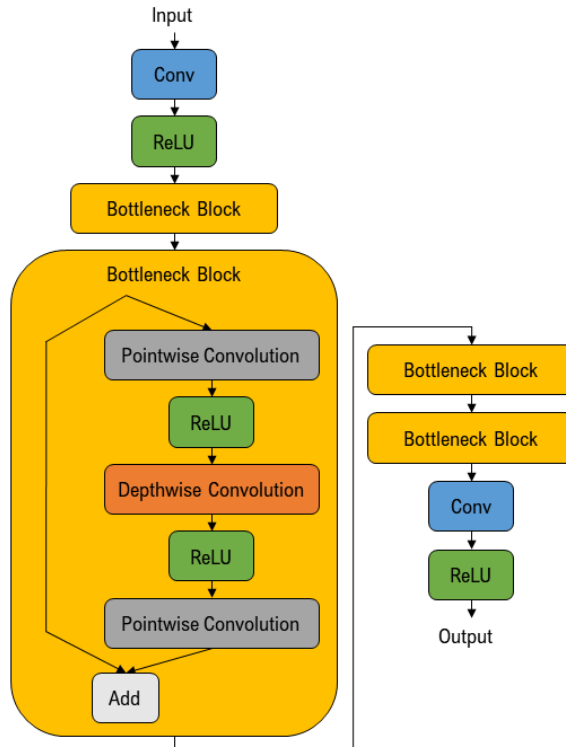 Input
Conv
ReLU
Bottleneck Block
Bottleneck Block
Pointwise Convolution
ReLU
Depthwise Convolution
ReLU
Pointwise Convolution
Add
Bottleneck Block
Bottleneck Block
Conv
ReLU
Output